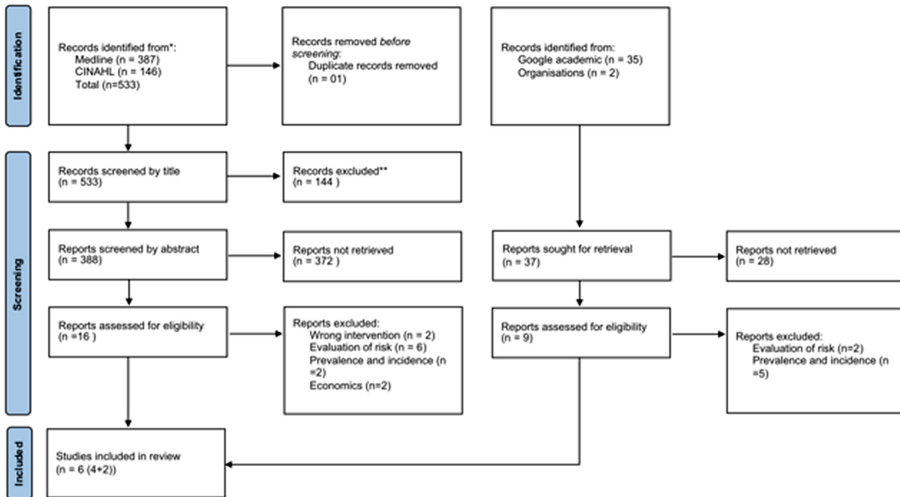 Identification
Records identified from*:
Medline (n = 387)
CINAHL (n = 146)
Total (n=533)
Records removed before
screening:
Duplicate records removed
(n = 01)
Records identified from:
Google academic (n = 35)
Organisations (n = 2)
Screening
Records screened by title
(n = 533)
Records excluded**
(n = 144 )
Reports screened by abstract
(n = 388)
Reports not retrieved
(n = 372 )
Reports sought for retrieval
(n = 37)
Reports not retrieved
(n = 28)
Reports assessed for eligibility
(n =16 )
Reports excluded:
Wrong intervention (n = 2)
Evaluation of risk (n = 6)
Prevalence and incidence (n
=2)
Economics (n=2)
Reports assessed for eligibility
(n = 9)
Reports excluded:
Evaluation of risk (n=2)
Prevalence and incidence (n
=5)
Included
Studies included in review
(n = 6 (4+2))